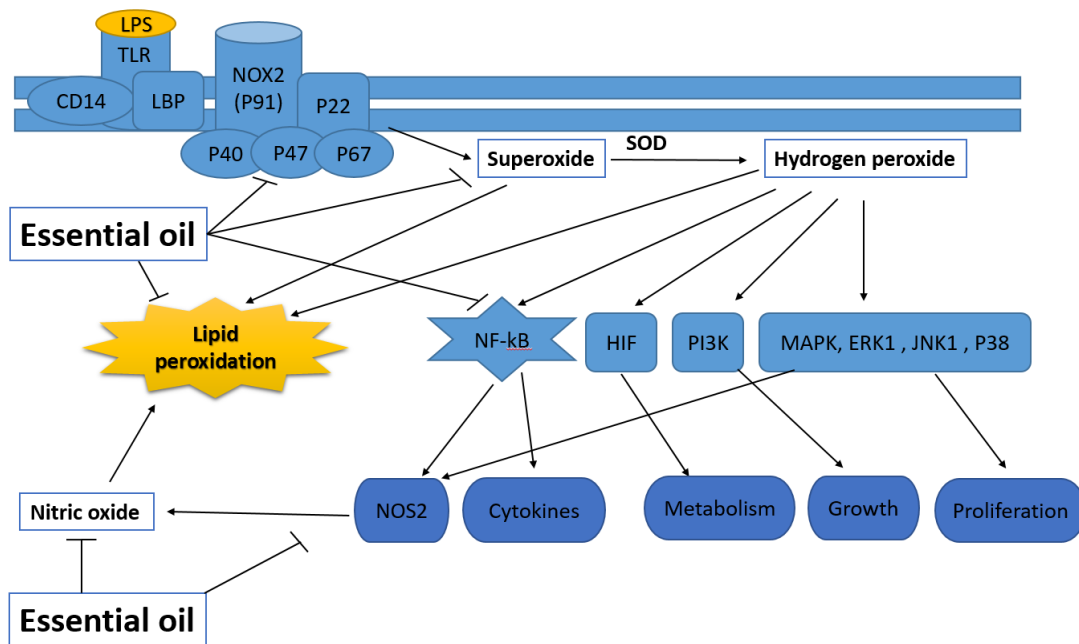 LPS
TLR
NOX2
(P91)
CD14
LBP
P22
P40
P47
P67
Superoxide
SOD
Hydrogen peroxide
Essential oil
Lipid
peroxidation
NF-kB
HIF
PI3K
MAPK, ERK1 , JNK1 , P38
Nitric oxide
NOS2
Cytokines
Metabolism
Growth
Proliferation
Essential oil